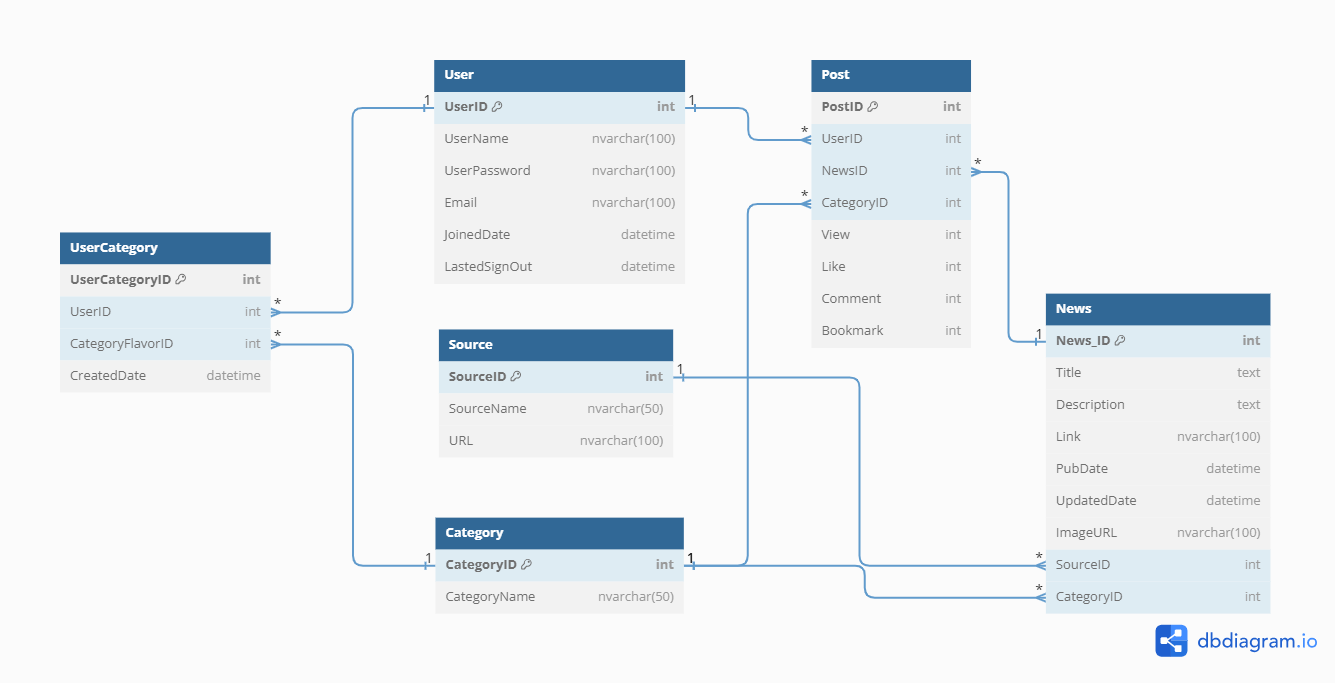 User
UserID int
UserName nvarchar(100)
UserPassword nvarchar(100)
Email nvarchar(100)
JoinedDate datetime
LastedSignOut datetime
1
1
Post
PostID int
UserID int
NewsID int
CategoryID int
View int
Like int
Comment int
Bookmark int
*
*
*
UserCategory
UserCategoryID int
UserID int
CategoryFlavorID int
CreatedDate datetime
*
*
Source
SourceID int
SourceName nvarchar(50)
URL nvarchar(100)
1
News
News_ID int
Title text
Description text
Link nvarchar(100)
PubDate datetime
UpdatedDate datetime
ImageURL nvarchar(100)
SourceID int
CategoryID int
1
*
*
Category
CategoryID int
CategoryName nvarchar(50)
1
1
dbdiagram.io